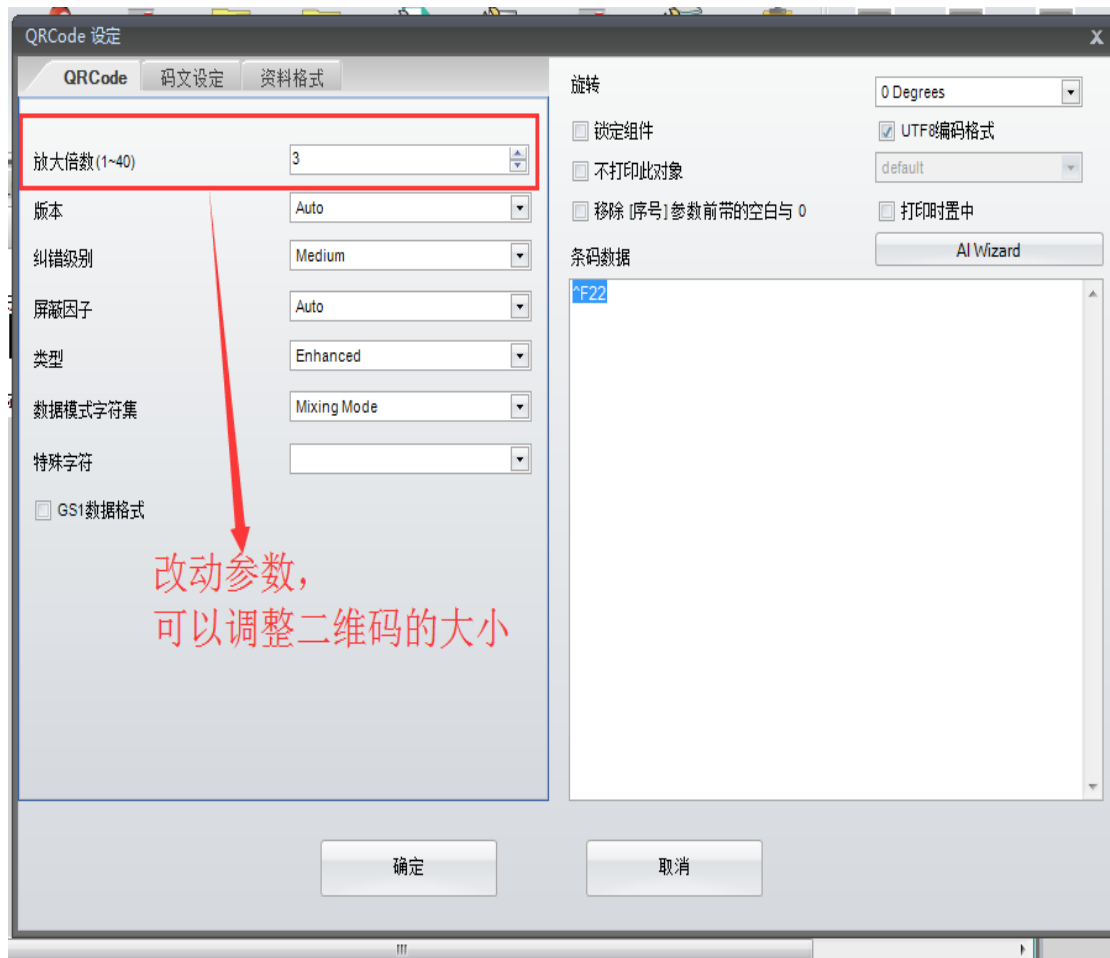 QRCode 设定
X
QRCode 码文设定 资料格式
放大倍数(1~40) 3
版本 Auto
纠错级别 Medium
屏蔽因子 Auto
类型 Enhanced
数据模式字符集 Mixing Mode
特殊字符
GS1数据格式
改动参数,
可以调整二维码的大小
旋转 0 Degrees
锁定组件 UTF8编码格式
不打印此对象 default
移除 [序号] 参数前带的空白与 0 打印时置中
条码数据 AI Wizard
^F22
确定 取消